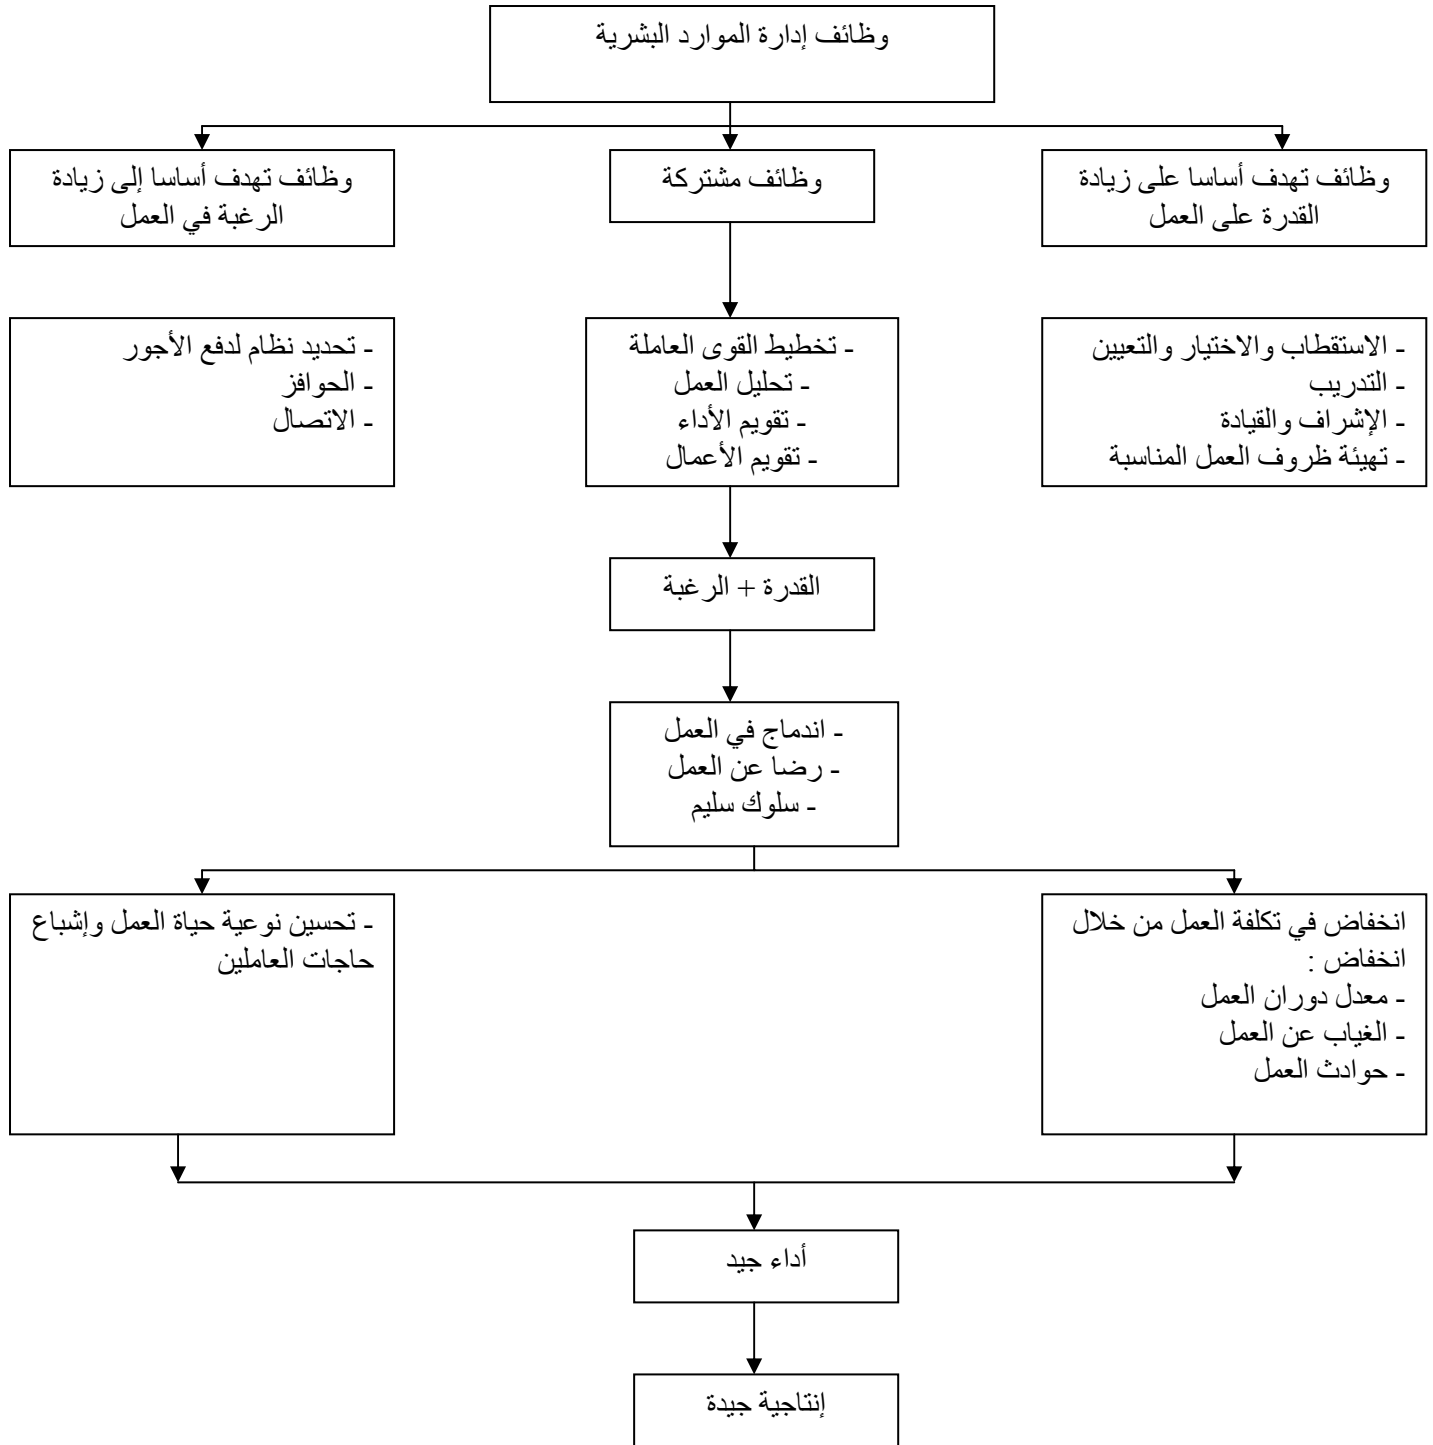 وظائف إدارة الموارد البشرية
وظائف تهدف أساسا على زيادة
القدرة على العمل
وظائف مشتركة
وظائف تهدف أساسا إلى زيادة
الرغبة في العمل
- الاستقطاب والاختيار والتعيين
- التدريب
- الإشراف والقيادة
- تهيئة ظروف العمل المناسبة
- تخطيط القوى العاملة
- تحليل العمل
- تقويم الأداء
- تقويم الأعمال
- تحديد نظام لدفع الأجور
- الحوافز
- الاتصال
القدرة + الرغبة
- اندماج في العمل
- رضا عن العمل
- سلوك سليم
انخفاض في تكلفة العمل من خلال
انخفاض :
- معدل دوران العمل
- الغياب عن العمل
- حوادث العمل
- تحسين نوعية حياة العمل وإشباع
حاجات العاملين
أداء جيد
إنتاجية جيدة